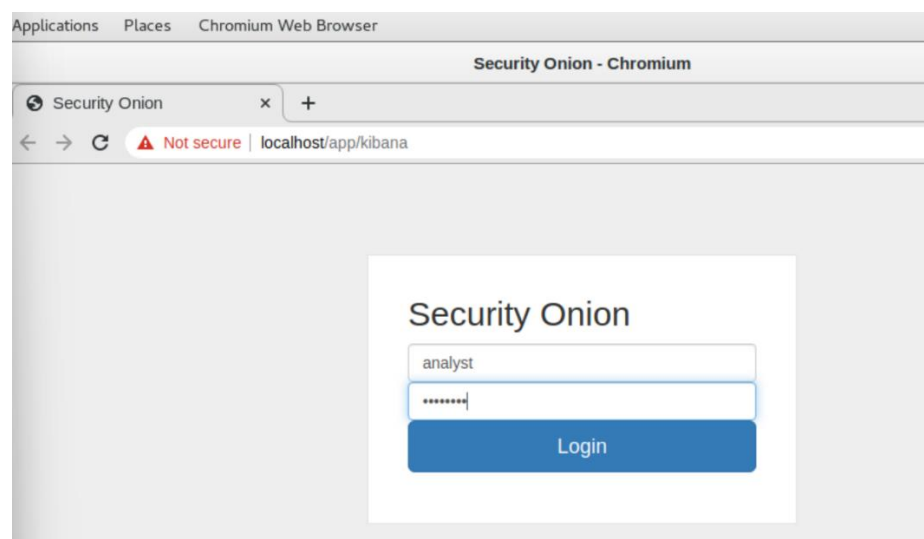 Applications Places Chromium Web Browser
Security Onion - Chromium
Security Onion × +
Not secure | localhost/app/kibana
Security Onion
analyst
••••••••
Login